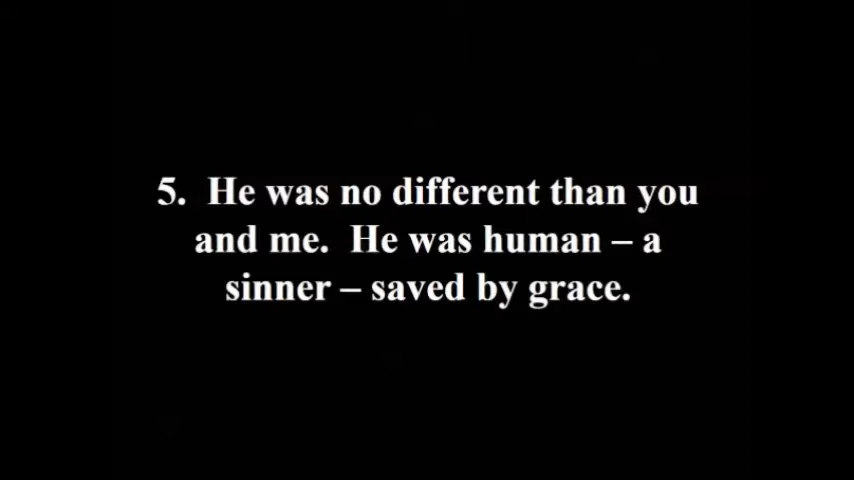 5.  He was no different than you
and me.  He was human – a
sinner – saved by grace.